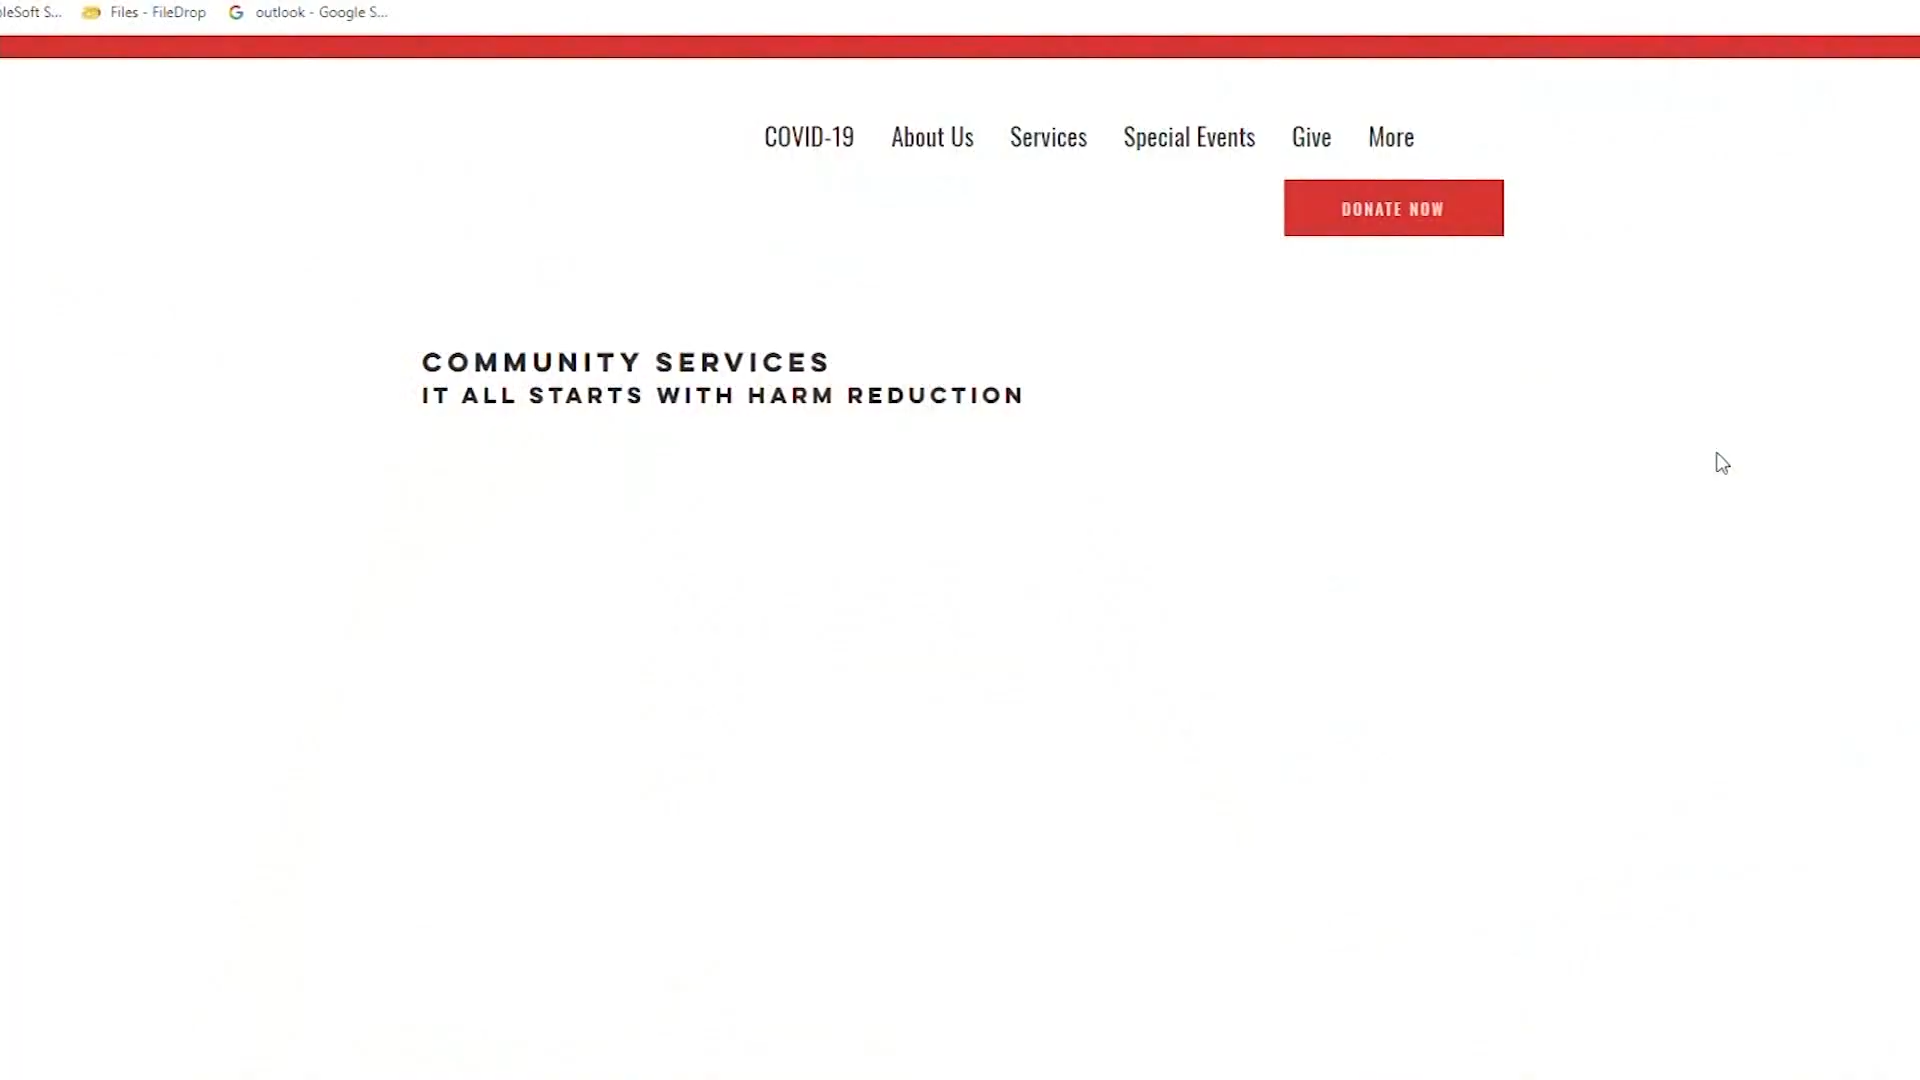 Files - FileDrop
outlook - Google S...
COVID-19 About Us Services Special Events Give More
DONATE NOW
COMMUNITY SERVICES
IT ALL STARTS WITH HARM REDUCTION